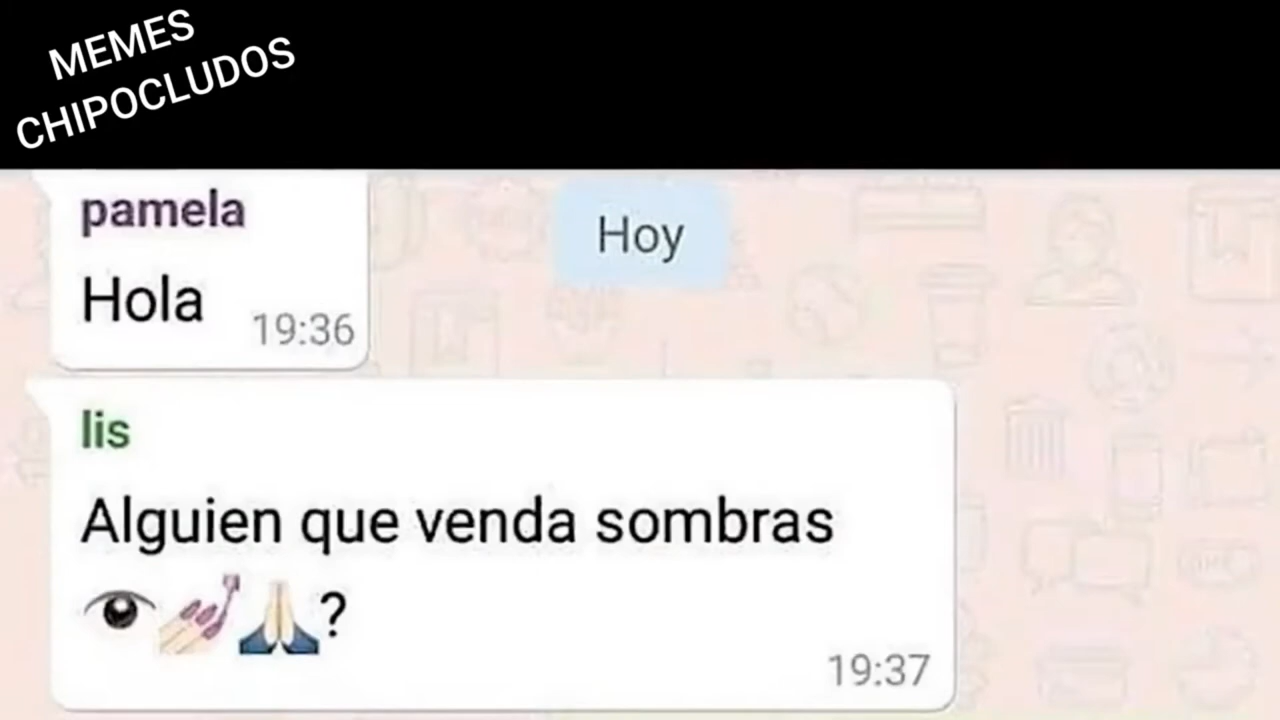 MEMES
CHIPOCLUDOS
pamela
Hoy
Hola
19:36
lis
Alguien que venda sombras
👁💅🏻🙏🏻?
19:37